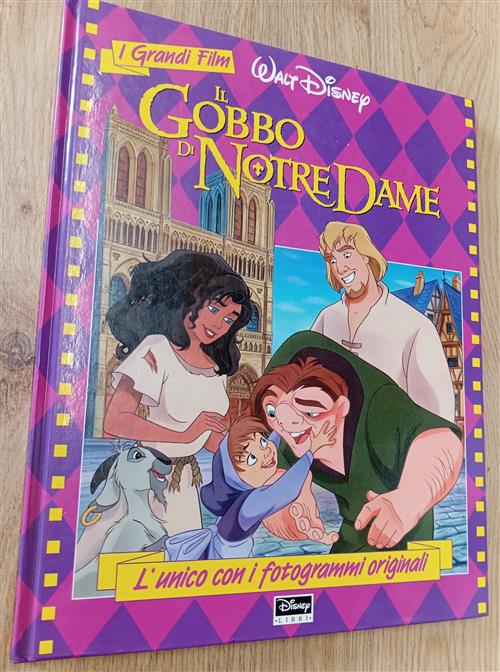 I Grandi Film
WALT DISNEY
IL
GOBBO
DI NOTRE DAME
L'unico con i fotogrammi originali
DISNEY
LIBRI